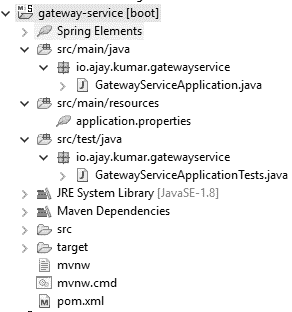 gateway-service [boot]
Spring Elements
src/main/java
io.ajay.kumar.gatewayservice
GatewayServiceApplication.java
src/main/resources
application.properties
src/test/java
io.ajay.kumar.gatewayservice
GatewayServiceApplicationTests.java
JRE System Library [JavaSE-1.8]
Maven Dependencies
src
target
mvnw
mvnw.cmd
pom.xml